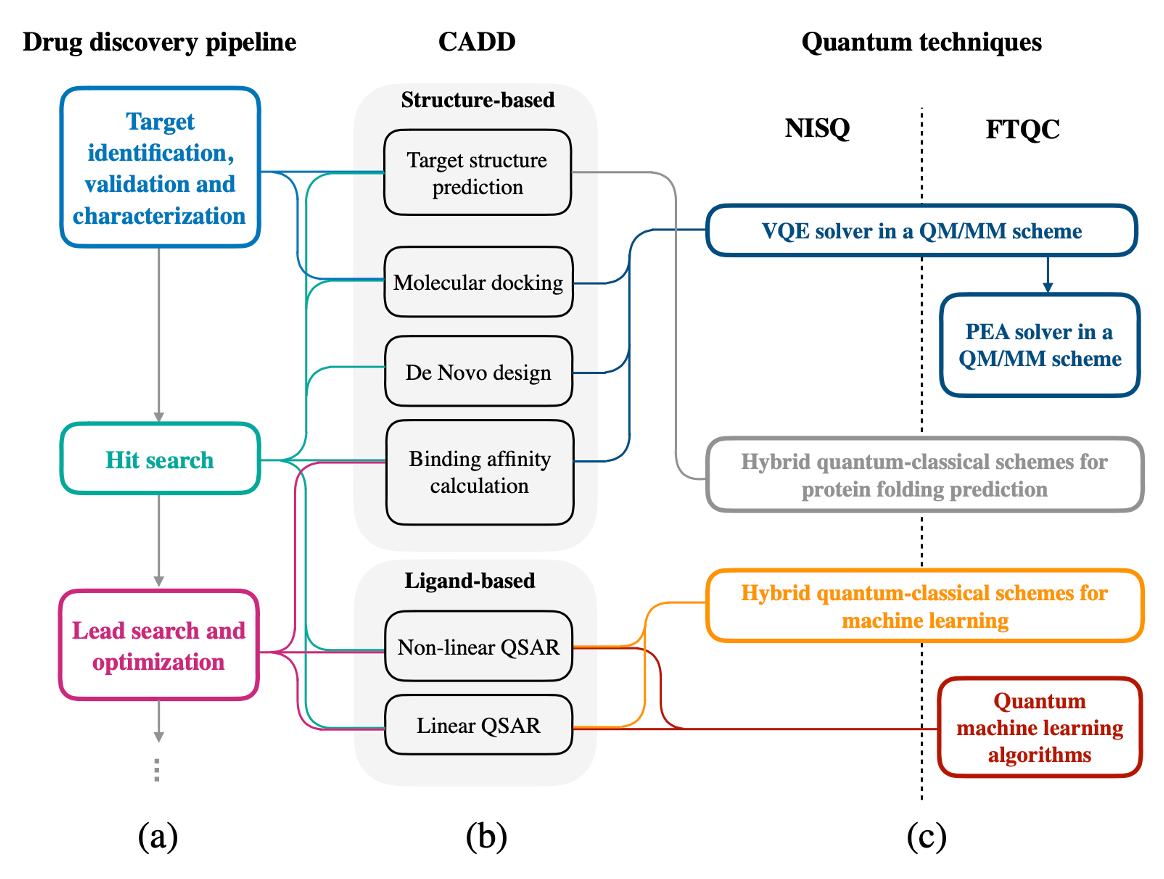 Drug discovery pipeline
CADD
Quantum techniques
Target
identification,
validation and
characterization
Hit search
Lead search and
optimization
⋮
(a)
Structure-based
Target structure
prediction
Molecular docking
De Novo design
Binding affinity
calculation
Ligand-based
Non-linear QSAR
Linear QSAR
(b)
NISQ
FTQC
VQE solver in a QM/MM scheme
PEA solver in a
QM/MM scheme
Hybrid quantum-classical schemes for
protein folding prediction
Hybrid quantum-classical schemes for
machine learning
Quantum
machine learning
algorithms
(c)